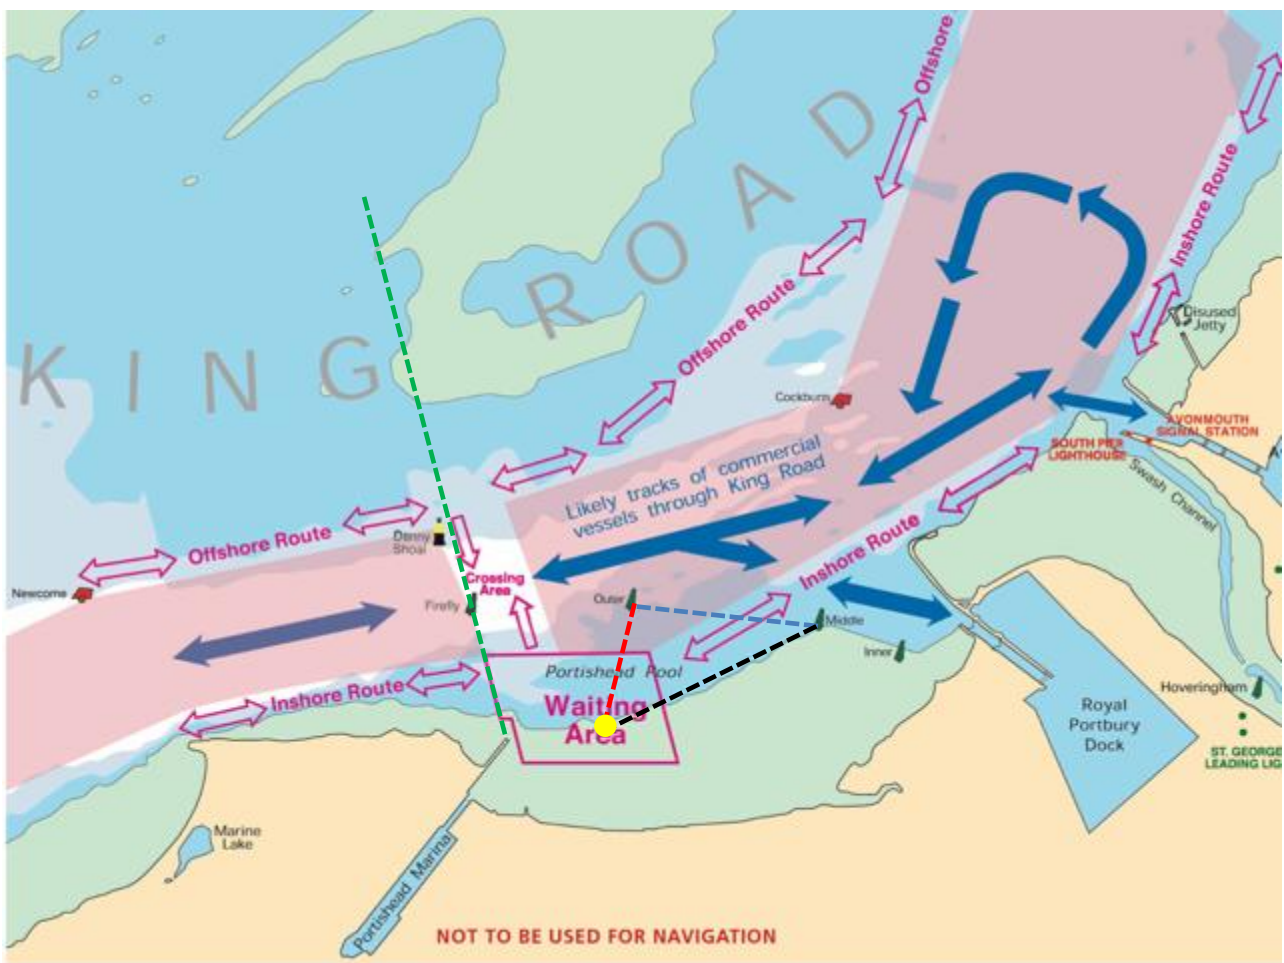 KING ROAD
Offshore
Inshore Route
Disused
Jetty
Offshore Route
Cockburn
AVONMOUTH
SIGNAL STATION
SOUTH PIER
LIGHTHOUSE
Swash Channel
Likely tracks of commercial
vessels through King Road
Offshore Route
Denny
Shoal
Inshore Route
Crossing
Area
Newcome
Firefly
Outer
Middle
Inner
Portishead Pool
Inshore Route
Waiting
Area
Hoveringham
Royal
Portbury
Dock
ST. GEORGE
LEADING LIG
Marine
Lake
Portishead Marina
NOT TO BE USED FOR NAVIGATION